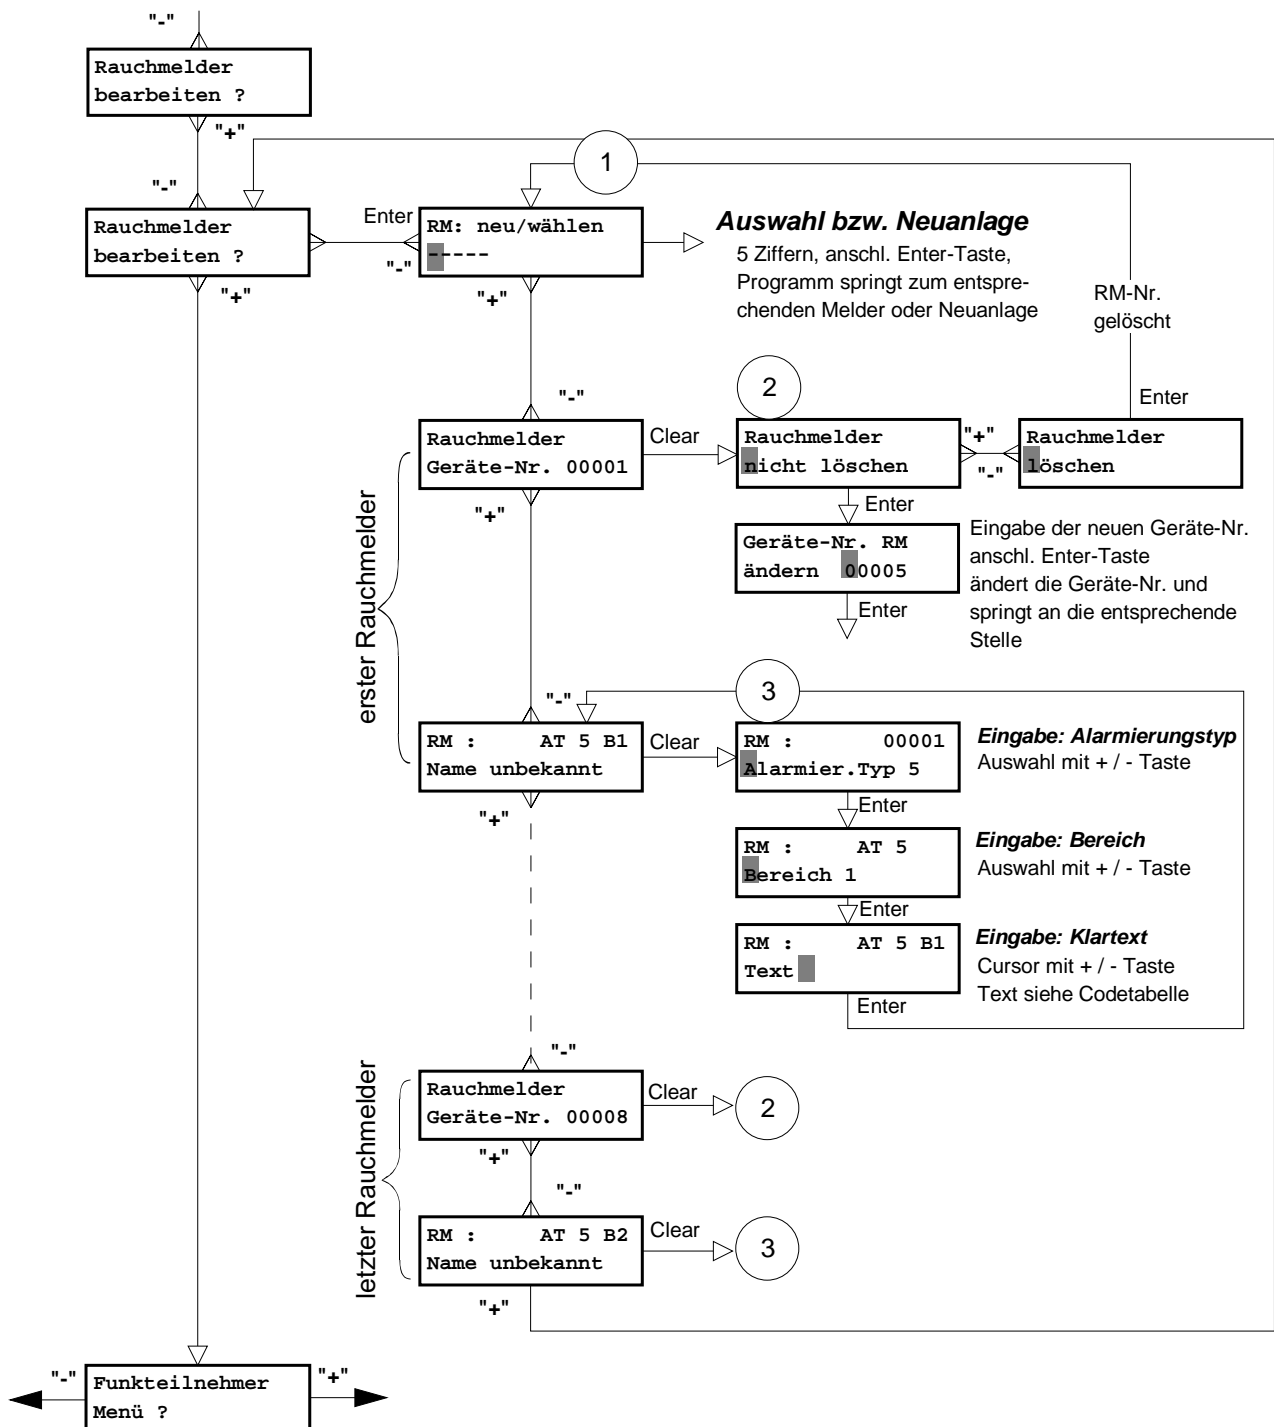 "-"
Rauchmelder
bearbeiten ?
"+"
1
"-"
Rauchmelder
bearbeiten ?
"+"
Enter
"-"
RM: neu/wählen
-----
"+"
Auswahl bzw. Neuanlage
5 Ziffern, anschl. Enter-Taste,
Programm springt zum entspre-
chenden Melder oder Neuanlage
RM-Nr.
gelöscht
Enter
erster Rauchmelder
"-"
Rauchmelder
Geräte-Nr. 00001
"+"
Clear
2
Rauchmelder
nicht löschen
"+"
"-"
Rauchmelder
löschen
Enter
Geräte-Nr. RM
ändern 00005
Enter
Eingabe der neuen Geräte-Nr.
anschl. Enter-Taste
ändert die Geräte-Nr. und
springt an die entsprechende
Stelle
"-"
RM : AT 5 B1
Name unbekannt
"+"
Clear
3
RM : 00001
Alarmier.Typ 5
Enter
Eingabe: Alarmierungstyp
Auswahl mit + / - Taste
RM : AT 5
Bereich 1
Enter
Eingabe: Bereich
Auswahl mit + / - Taste
RM : AT 5 B1
Text
Enter
Eingabe: Klartext
Cursor mit + / - Taste
Text siehe Codetabelle
letzter Rauchmelder
"-"
Rauchmelder
Geräte-Nr. 00008
"+"
Clear
2
"-"
RM : AT 5 B2
Name unbekannt
"+"
Clear
3
"-"
Funkteilnehmer
Menü ?
"+"